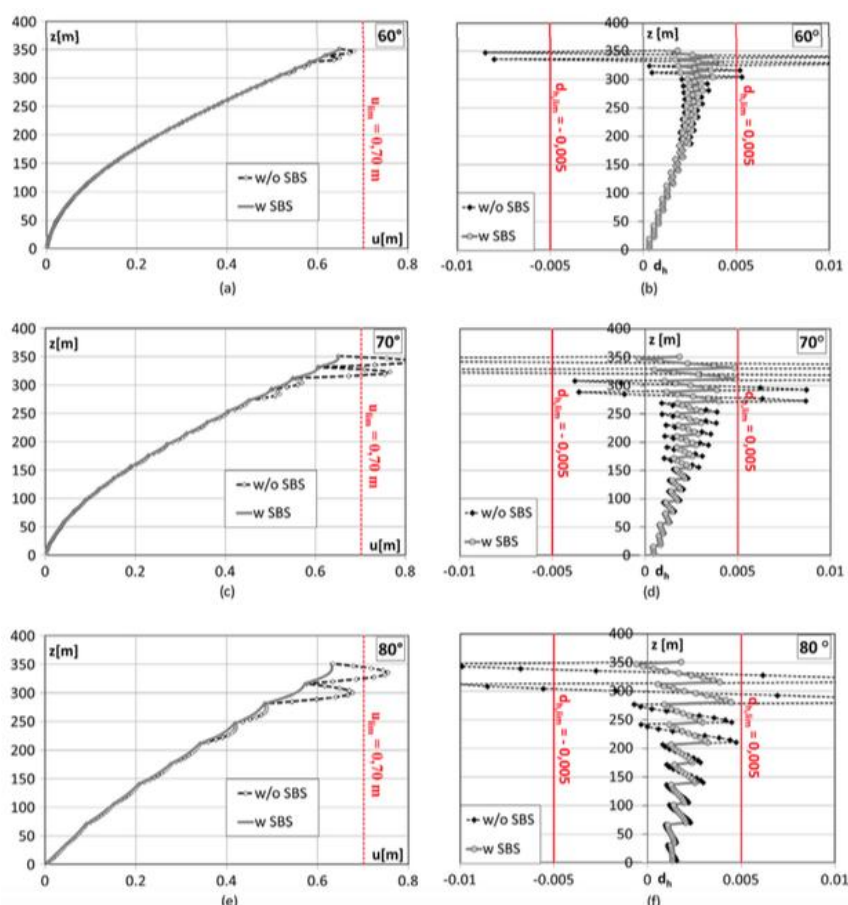 400
z[m]
60°
350
300
250
200
150
100
50
0
w/o SBS
w SBS
u_lim = 0,70 m
u[m]
0
0.2
0.4
0.6
0.8
(a)
400
z [m]
60°
350
300
250
200
150
100
50
0
d_h,lim = - 0,005
d_h,lim = 0,005
w/o SBS
w SBS
-0.01
-0.005
0
d_h
0.005
0.01
(b)
400
z[m]
70°
350
300
250
200
150
100
50
0
w/o SBS
w SBS
u_lim = 0,70 m
u[m]
0
0.2
0.4
0.6
0.8
(c)
400
z [m]
70°
350
300
250
200
150
100
50
0
d_h,lim = - 0,005
d_h,lim = 0,005
w/o SBS
w SBS
-0.01
-0.005
0
d_h
0.005
0.01
(d)
400
z[m]
80°
350
300
250
200
150
100
50
0
w/o SBS
w SBS
u_lim = 0,70 m
u[m]
0
0.2
0.4
0.6
0.8
(e)
400
z [m]
80 °
350
300
250
200
150
100
50
0
d_h,lim = - 0,005
d_h,lim = 0,005
w/o SBS
w SBS
-0.01
-0.005
0
d_h
0.005
0.01
(f)